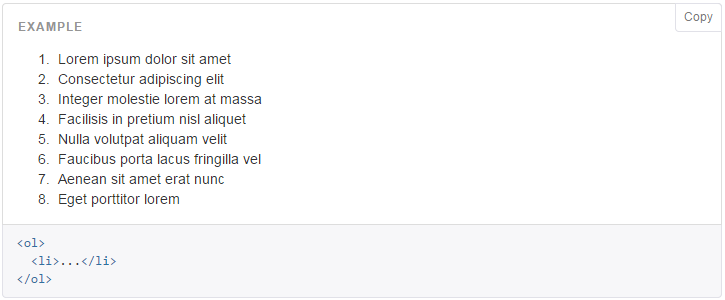 Copy
EXAMPLE
1. Lorem ipsum dolor sit amet
2. Consectetur adipiscing elit
3. Integer molestie lorem at massa
4. Facilisis in pretium nisl aliquet
5. Nulla volutpat aliquam velit
6. Faucibus porta lacus fringilla vel
7. Aenean sit amet erat nunc
8. Eget porttitor lorem
<ol>
  <li>...</li>
</ol>